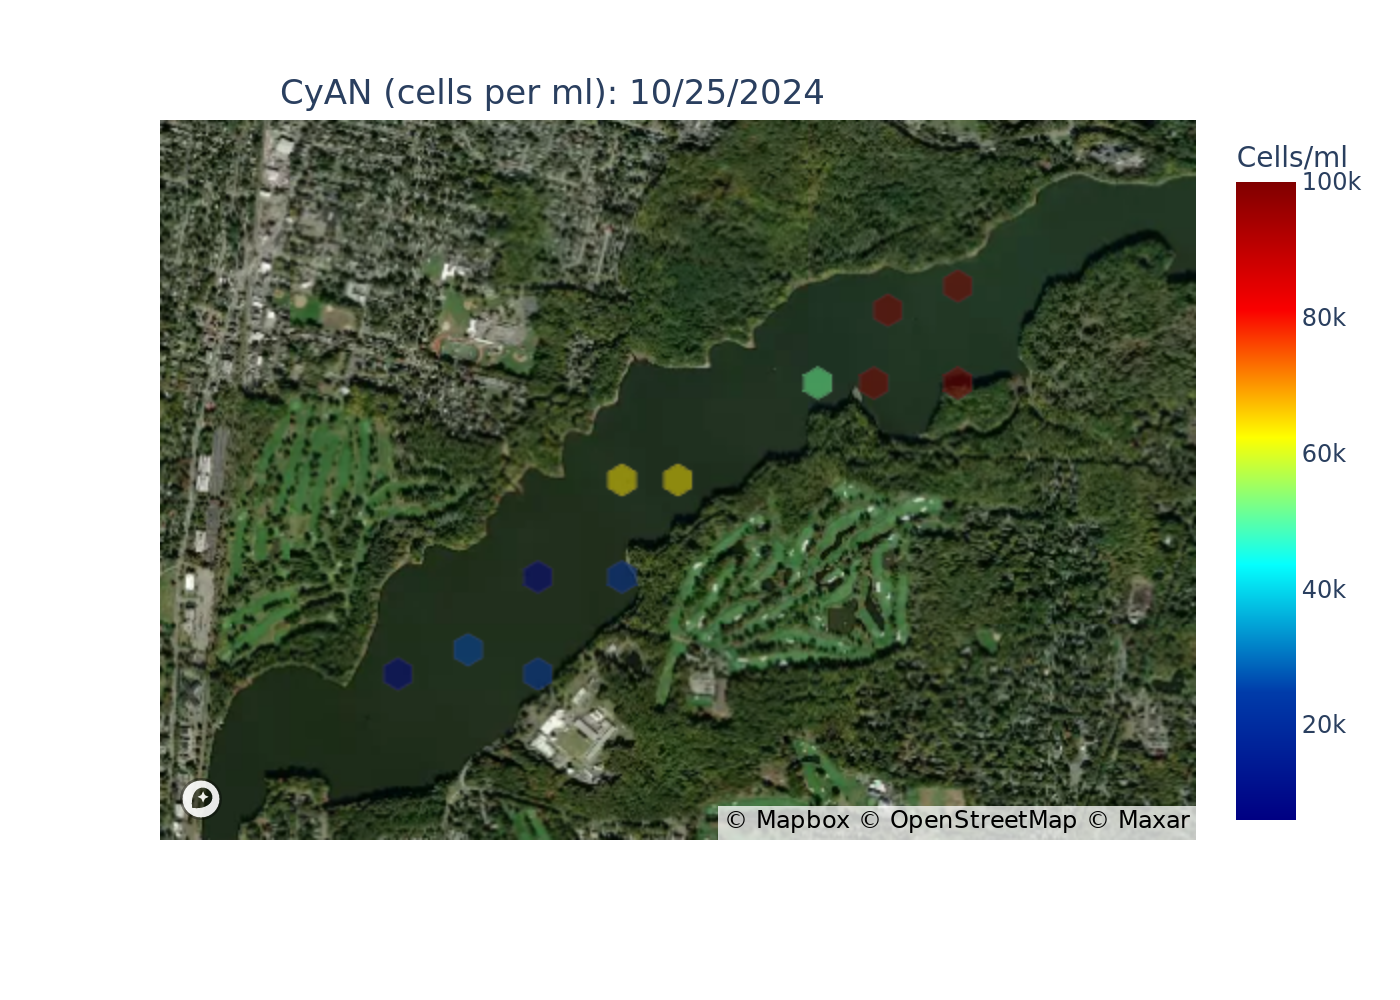 CyAN (cells per ml): 10/25/2024
Cells/ml
100k
80k
60k
40k
20k
© Mapbox © OpenStreetMap © Maxar